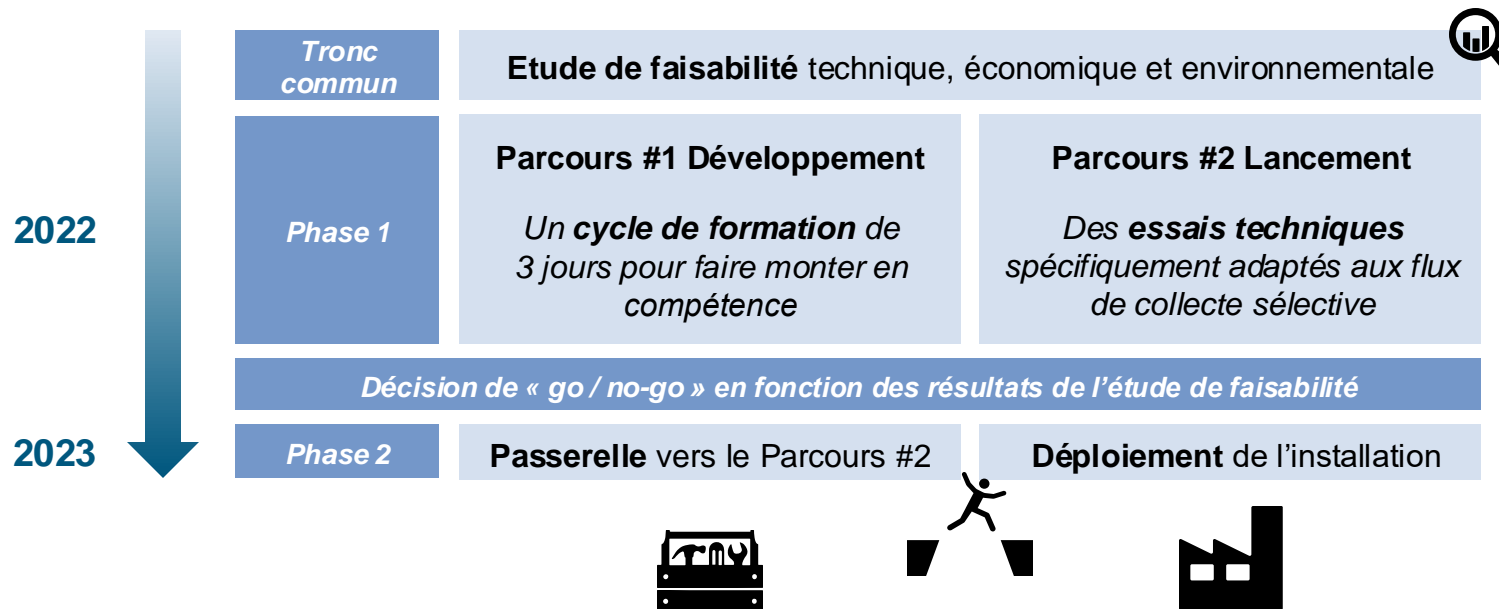 Tronc
commun
Etude de faisabilité technique, économique et environnementale
2022
Phase 1
Parcours #1 Développement
Un cycle de formation de
3 jours pour faire monter en
compétence
Parcours #2 Lancement
Des essais techniques
spécifiquement adaptés aux flux
de collecte sélective
Décision de « go / no-go » en fonction des résultats de l’étude de faisabilité
2023
Phase 2
Passerelle vers le Parcours #2
Déploiement de l’installation